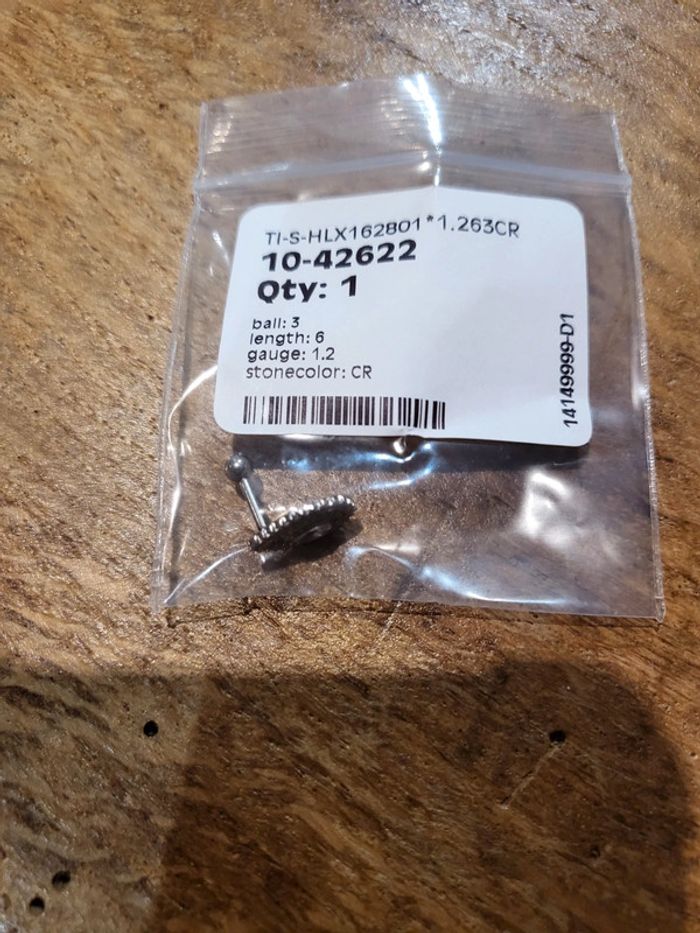 TI-S-HLX162801*1.263CR
10-42622
Qty: 1
ball: 3
length: 6
gauge: 1.2
stonecolor: CR
14149999-D1